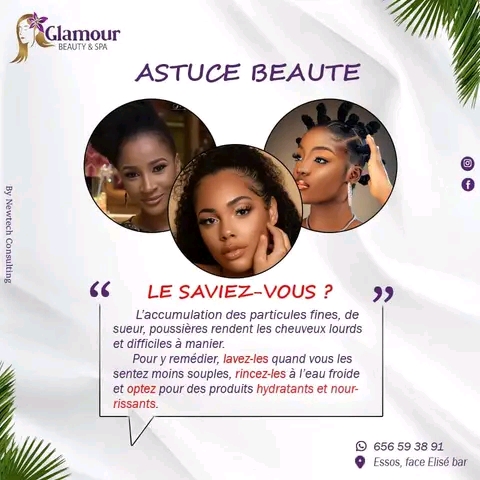 Glamour
BEAUTY & SPA
ASTUCE BEAUTE
By Newtech Consulting
“ LE SAVIEZ-VOUS ? ”
L'accumulation des particules fines, de
sueur, poussières rendent les cheuveux lourds
et difficiles à manier.
Pour y remédier, lavez-les quand vous les
sentez moins souples, rincez-les à l'eau froide
et optez pour des produits hydratants et nour-
rissants.
656 59 38 91
Essos, face Elisé bar